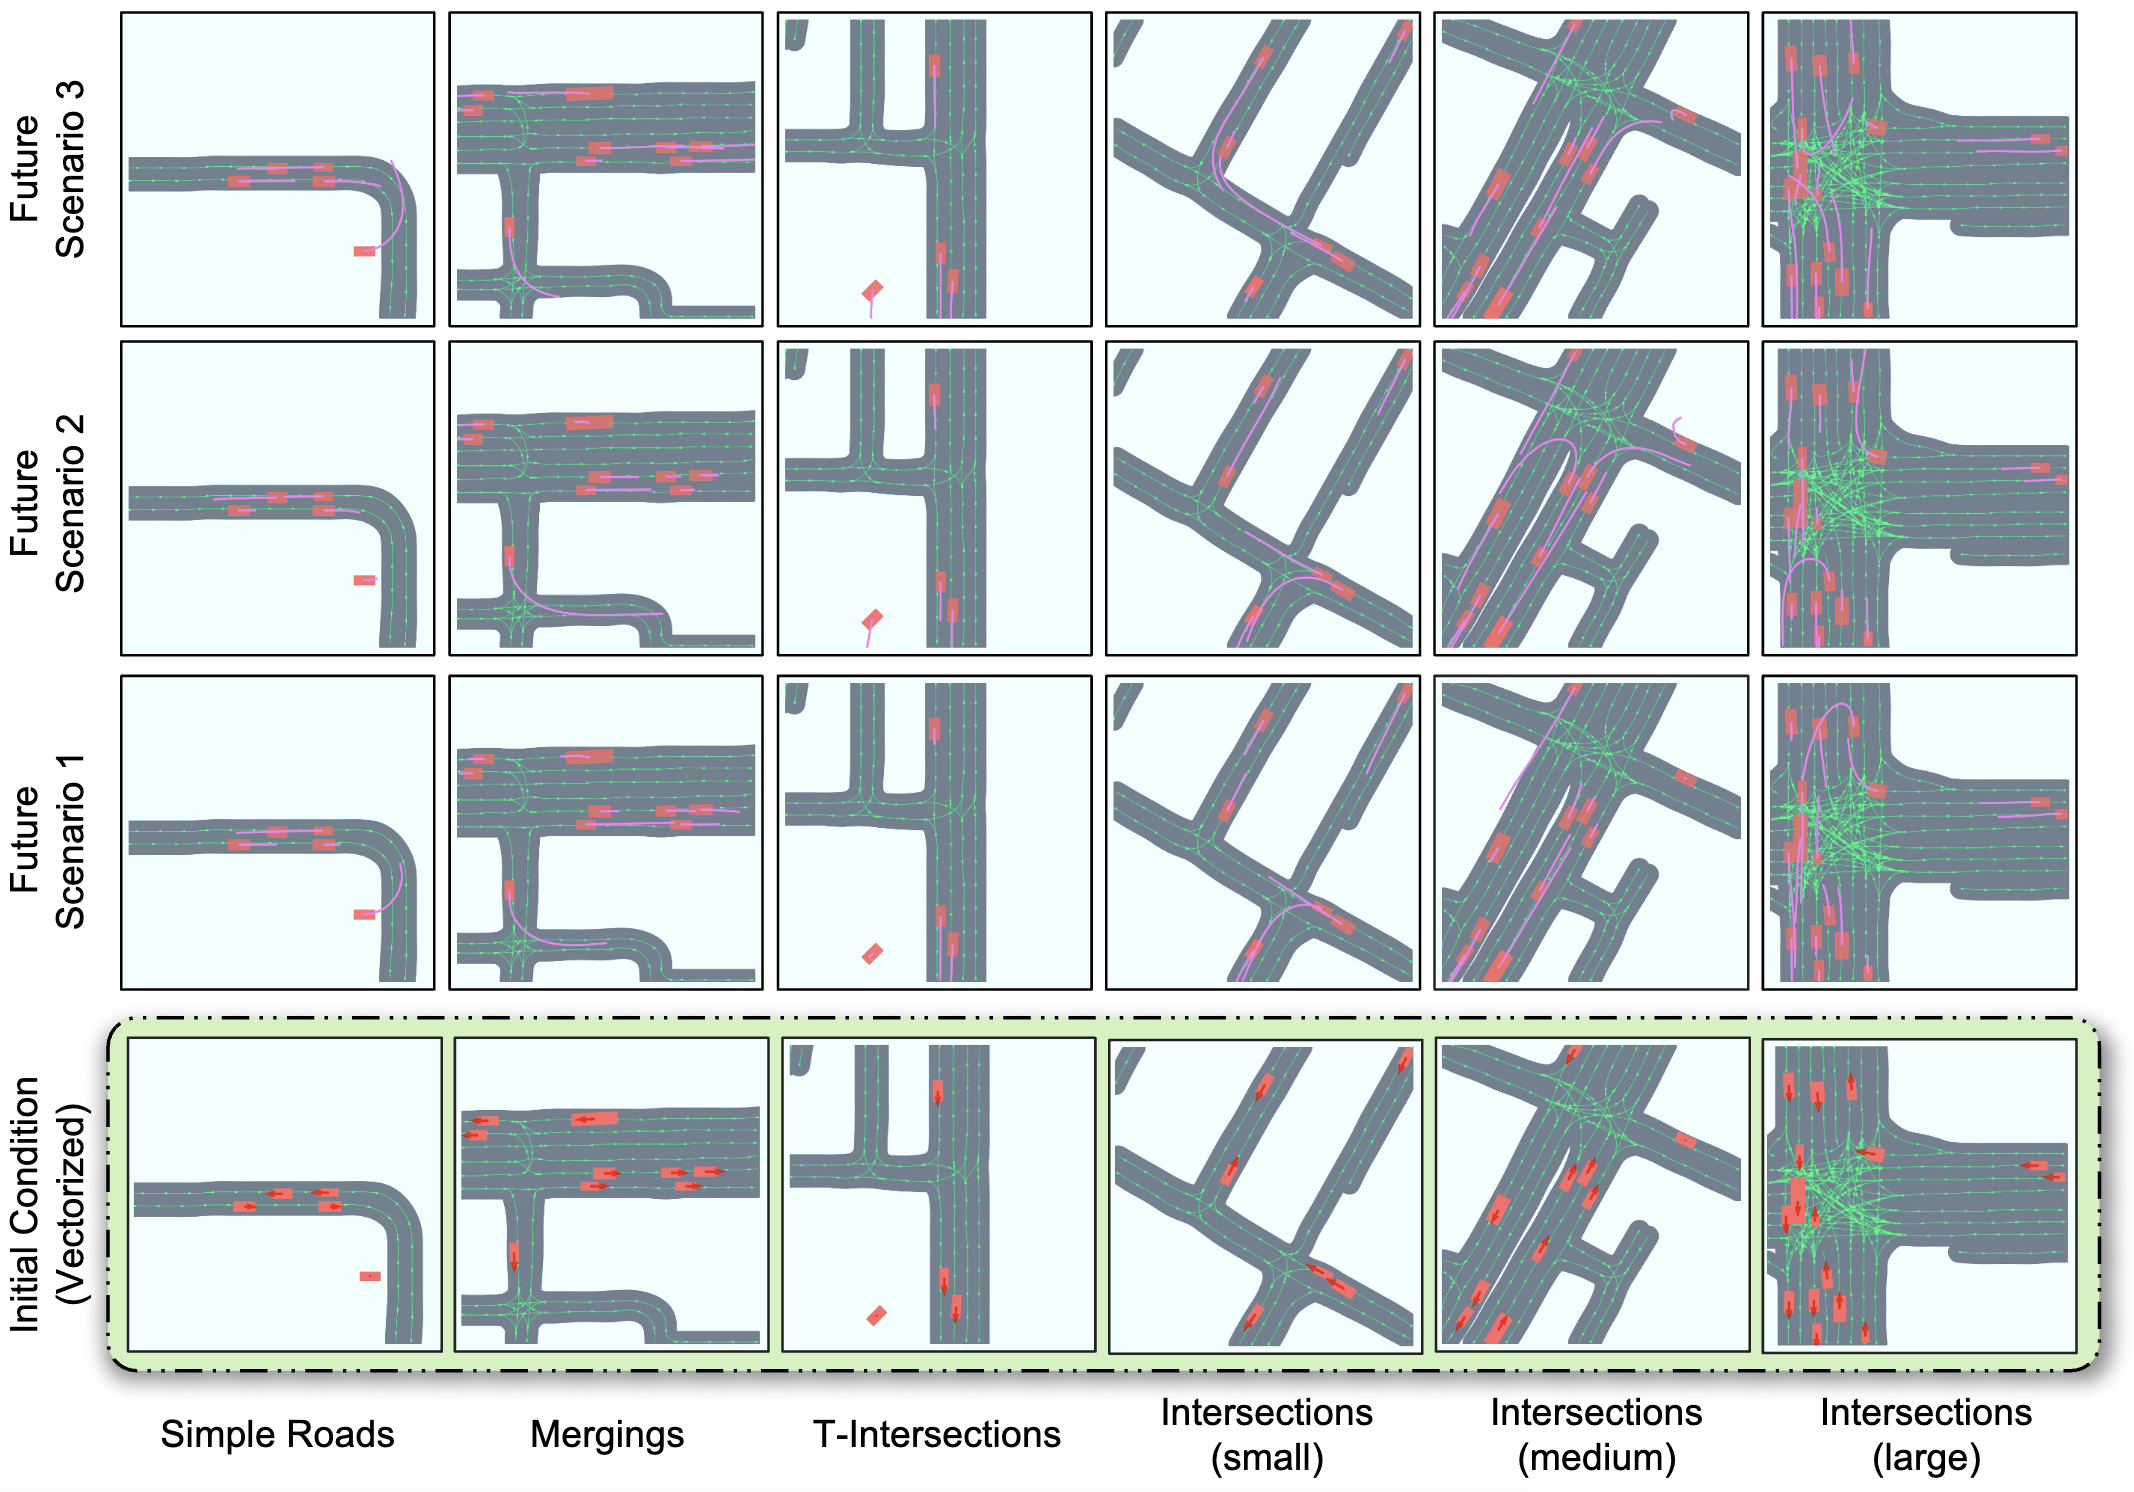 Future
Scenario 3
Future
Scenario 2
Future
Scenario 1
Initial Condition
(Vectorized)
Simple Roads
Mergings
T-Intersections
Intersections
(small)
Intersections
(medium)
Intersections
(large)